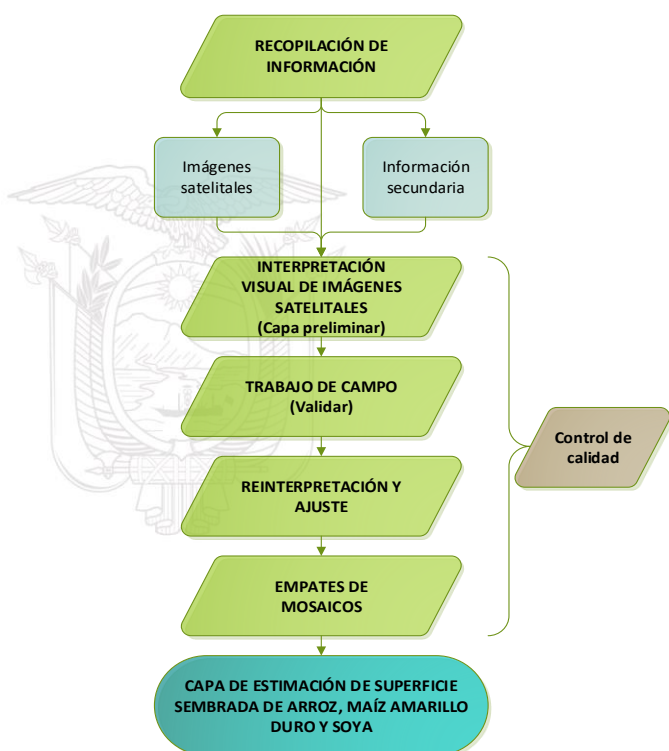 RECOPILACIÓN DE
INFORMACIÓN
Imágenes
satelitales
Información
secundaria
INTERPRETACIÓN
VISUAL DE IMÁGENES
SATELITALES
(Capa preliminar)
TRABAJO DE CAMPO
(Validar)
Control de
calidad
REINTERPRETACIÓN Y
AJUSTE
EMPATES DE
MOSAICOS
CAPA DE ESTIMACIÓN DE SUPERFICIE
SEMBRADA DE ARROZ, MAÍZ AMARILLO
DURO Y SOYA